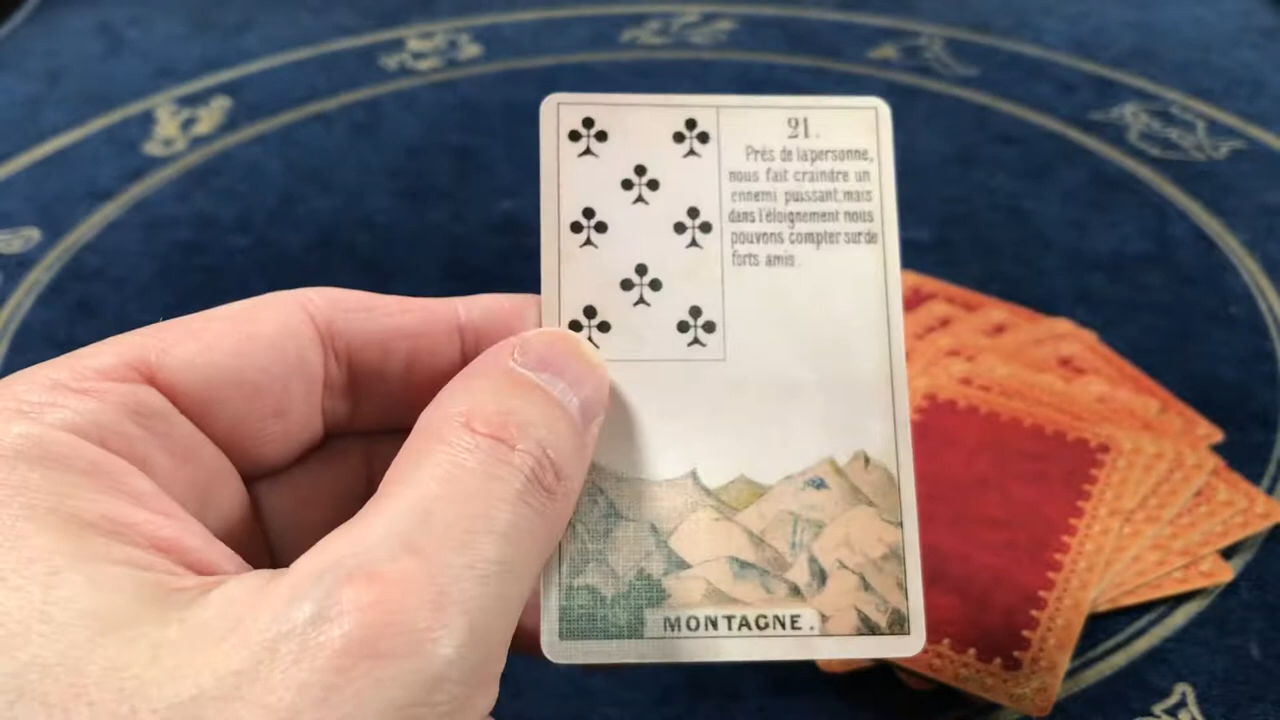 21.
Près de la personne,
nous fait craindre un
ennemi puissant, mais
dans l'éloignement nous
pouvons compter sur de
forts amis.
MONTAGNE.